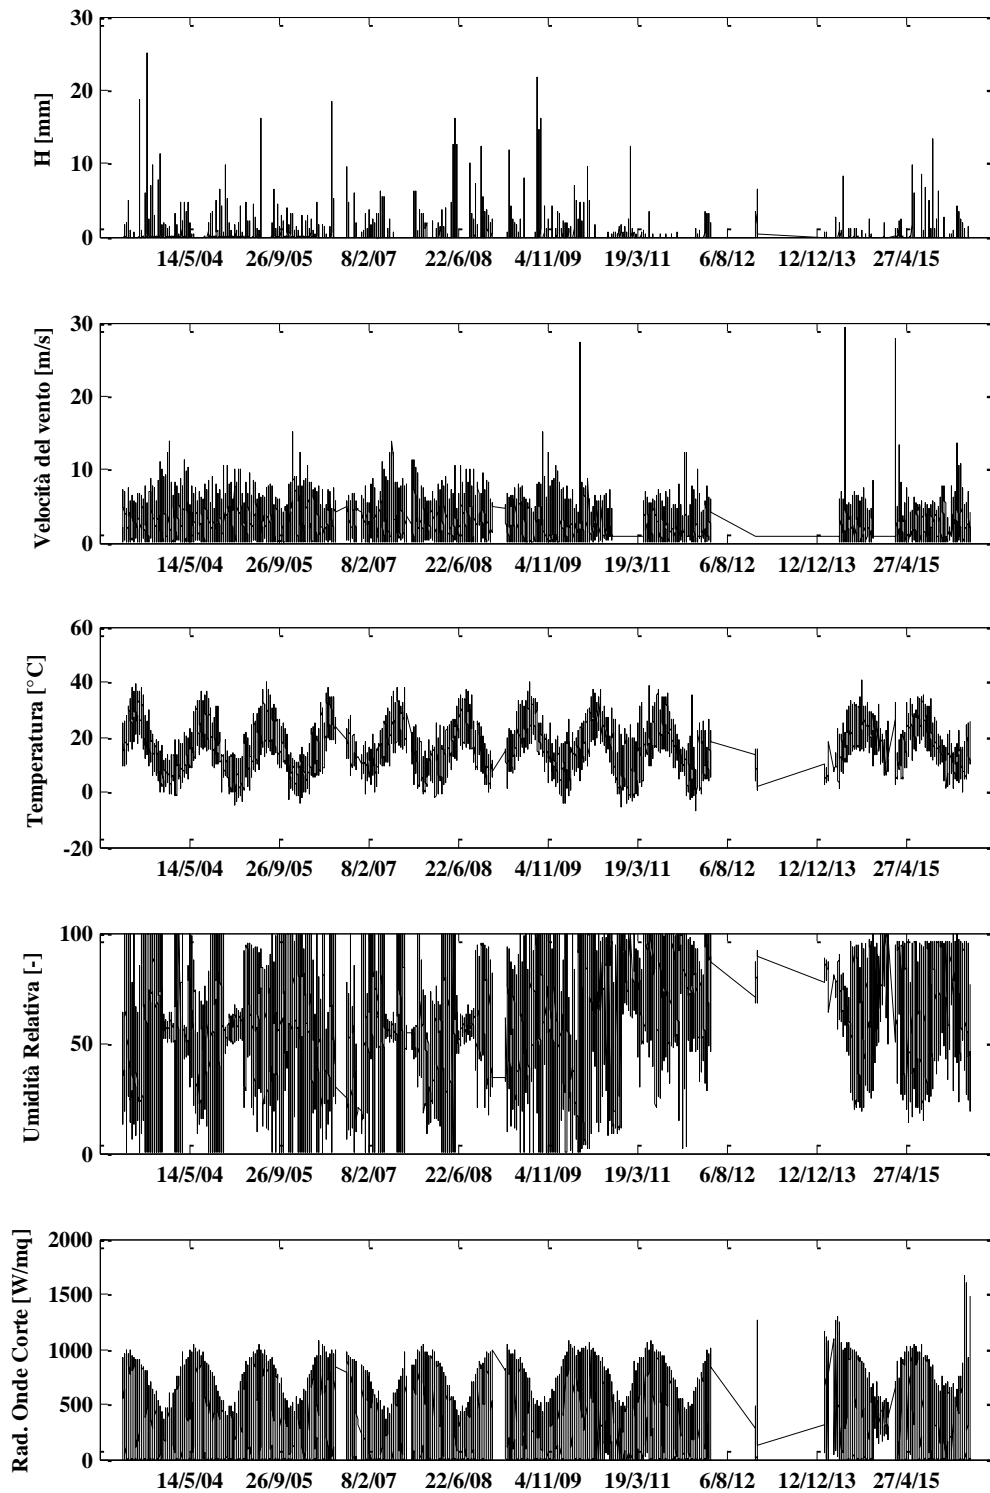 30
20
10
0
H [mm]
14/5/04 26/9/05 8/2/07 22/6/08 4/11/09 19/3/11 6/8/12 12/12/13 27/4/15
30
20
10
0
Velocità del vento [m/s]
14/5/04 26/9/05 8/2/07 22/6/08 4/11/09 19/3/11 6/8/12 12/12/13 27/4/15
60
40
20
0
-20
Temperatura [°C]
14/5/04 26/9/05 8/2/07 22/6/08 4/11/09 19/3/11 6/8/12 12/12/13 27/4/15
100
50
0
Umidità Relativa [-]
14/5/04 26/9/05 8/2/07 22/6/08 4/11/09 19/3/11 6/8/12 12/12/13 27/4/15
2000
1500
1000
500
0
Rad. Onde Corte [W/mq]
14/5/04 26/9/05 8/2/07 22/6/08 4/11/09 19/3/11 6/8/12 12/12/13 27/4/15